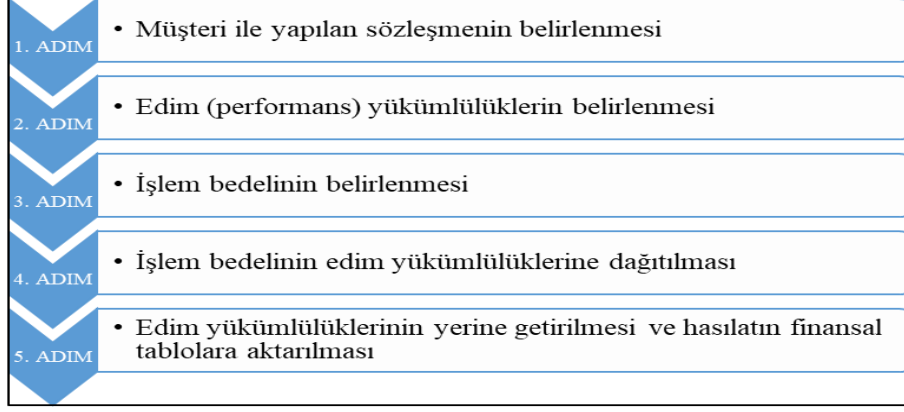 1. ADIM
• Müşteri ile yapılan sözleşmenin belirlenmesi
2. ADIM
• Edim (performans) yükümlülüklerin belirlenmesi
3. ADIM
• İşlem bedelinin belirlenmesi
4. ADIM
• İşlem bedelinin edim yükümlülüklerine dağıtılması
5. ADIM
• Edim yükümlülüklerinin yerine getirilmesi ve hasılatın finansal
tablolara aktarılması